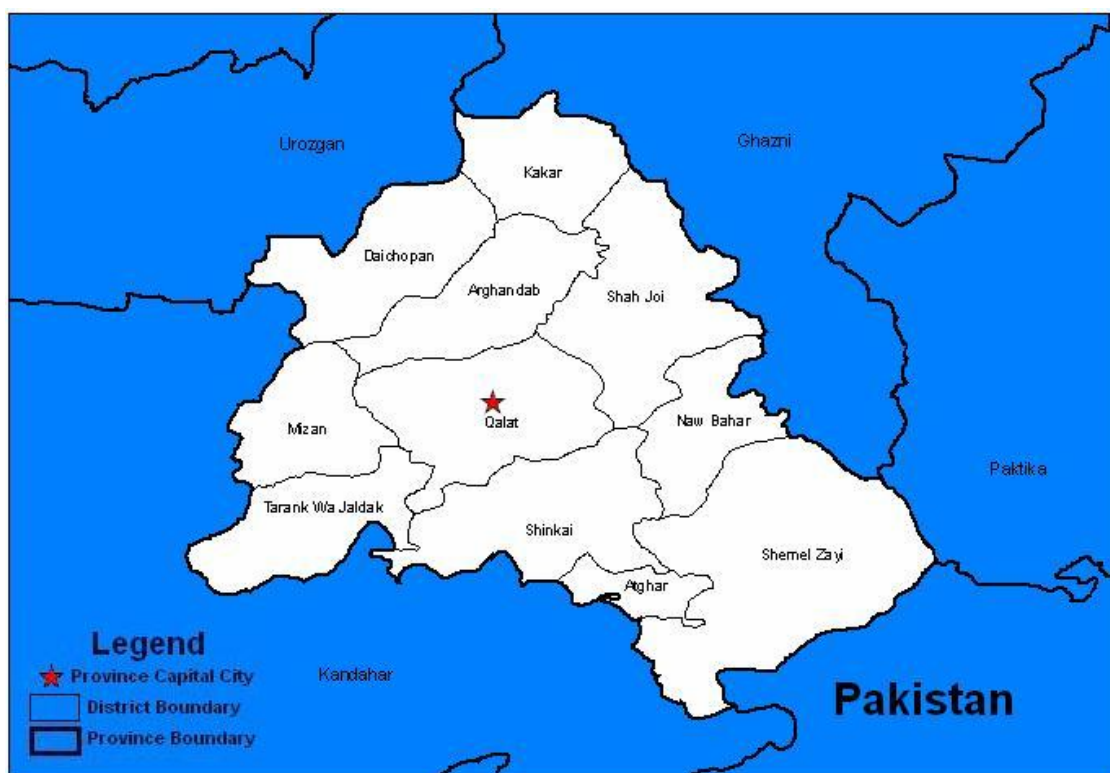 Urozgan
Ghazni
Kakar
Daichopan
Arghandab
Shah Joi
Qalat
Naw Bahar
Mizan
Paktika
Tarank Wa Jaldak
Shinkai
Shemel Zayi
Atghar
Legend
Province Capital City
District Boundary
Province Boundary
Kandahar
Pakistan